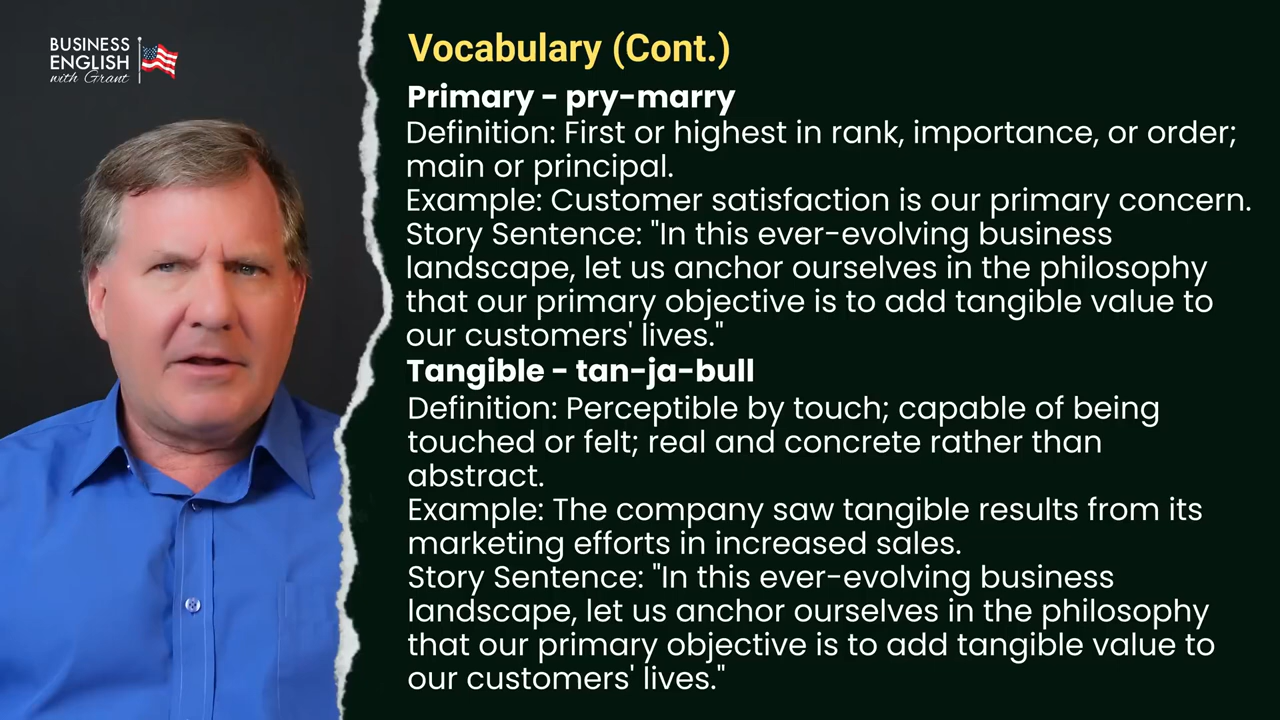 BUSINESS
ENGLISH
with Grant
Vocabulary (Cont.)
Primary - pry-marry
Definition: First or highest in rank, importance, or order;
main or principal.
Example: Customer satisfaction is our primary concern.
Story Sentence: "In this ever-evolving business
landscape, let us anchor ourselves in the philosophy
that our primary objective is to add tangible value to
our customers' lives."
Tangible - tan-ja-bull
Definition: Perceptible by touch; capable of being
touched or felt; real and concrete rather than
abstract.
Example: The company saw tangible results from its
marketing efforts in increased sales.
Story Sentence: "In this ever-evolving business
landscape, let us anchor ourselves in the philosophy
that our primary objective is to add tangible value to
our customers' lives."